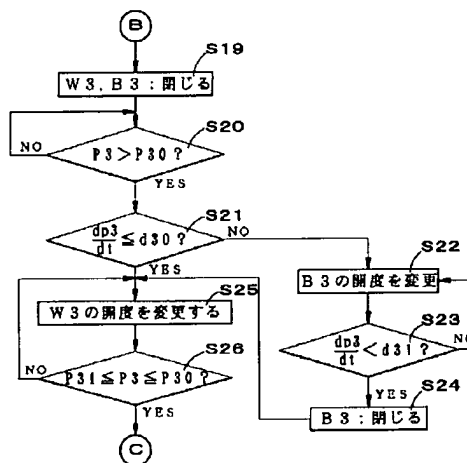 B
S19
W3, B3:閉じる
S20
P3>P30?
NO
YES
S21
dp3/dt≦d30?
NO
YES
S22
B3の開度を変更
S23
dp3/dt<d31?
NO
YES
S24
B3:閉じる
S25
W3の開度を変更する
S26
P31≦P3≦P30?
NO
YES
C